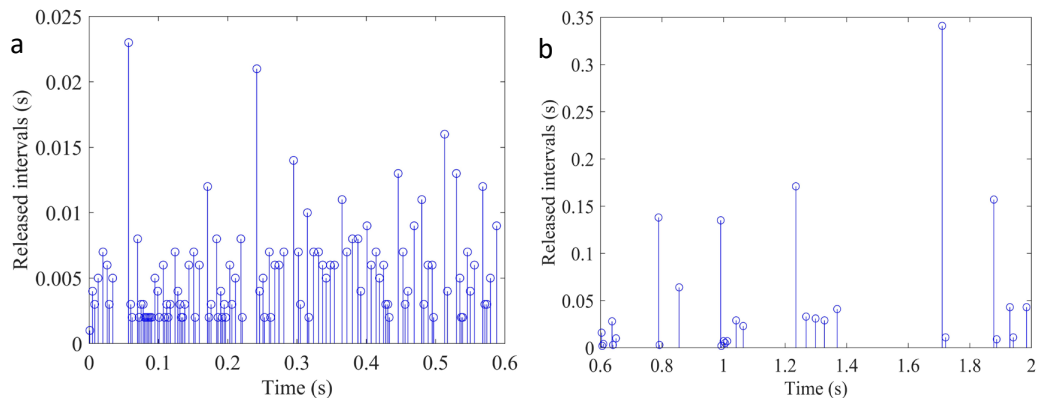 a
0.025
0.02
0.015
0.01
0.005
0
Released intervals (s)
0 0.1 0.2 0.3 0.4 0.5 0.6
Time (s)
b
0.35
0.3
0.25
0.2
0.15
0.1
0.05
0
Released intervals (s)
0.6 0.8 1 1.2 1.4 1.6 1.8 2
Time (s)